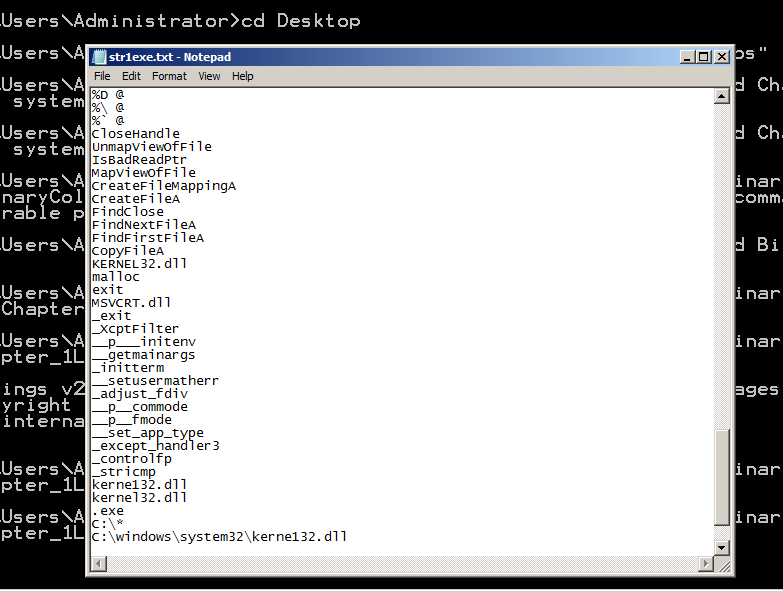 \Users\Administrator>cd Desktop
\Users\A
os"
\Users\A
d Cha
system
\Users\A
d Cha
system
\Users\A
inar
naryCol
comma
rable p
\Users\A
d Bi
\Users\A
inar
Chapter
\Users\A
inar
pter_1L
ings v2
ages
yright
interna
\Users\A
inar
pter_1L
\Users\A
inar
pter_1L
str1exe.txt - Notepad
File Edit Format View Help
%D @
%\ @
%` @
CloseHandle
UnmapViewOfFile
IsBadReadPtr
MapViewOfFile
CreateFileMappingA
CreateFileA
FindClose
FindNextFileA
FindFirstFileA
CopyFileA
KERNEL32.dll
malloc
exit
MSVCRT.dll
_exit
_XcptFilter
__p___initenv
__getmainargs
_initterm
__setusermatherr
_adjust_fdiv
__p__commode
__p__fmode
__set_app_type
_except_handler3
_controlfp
_stricmp
kerne132.dll
kernel32.dll
.exe
C:\*
C:\windows\system32\kerne132.dll